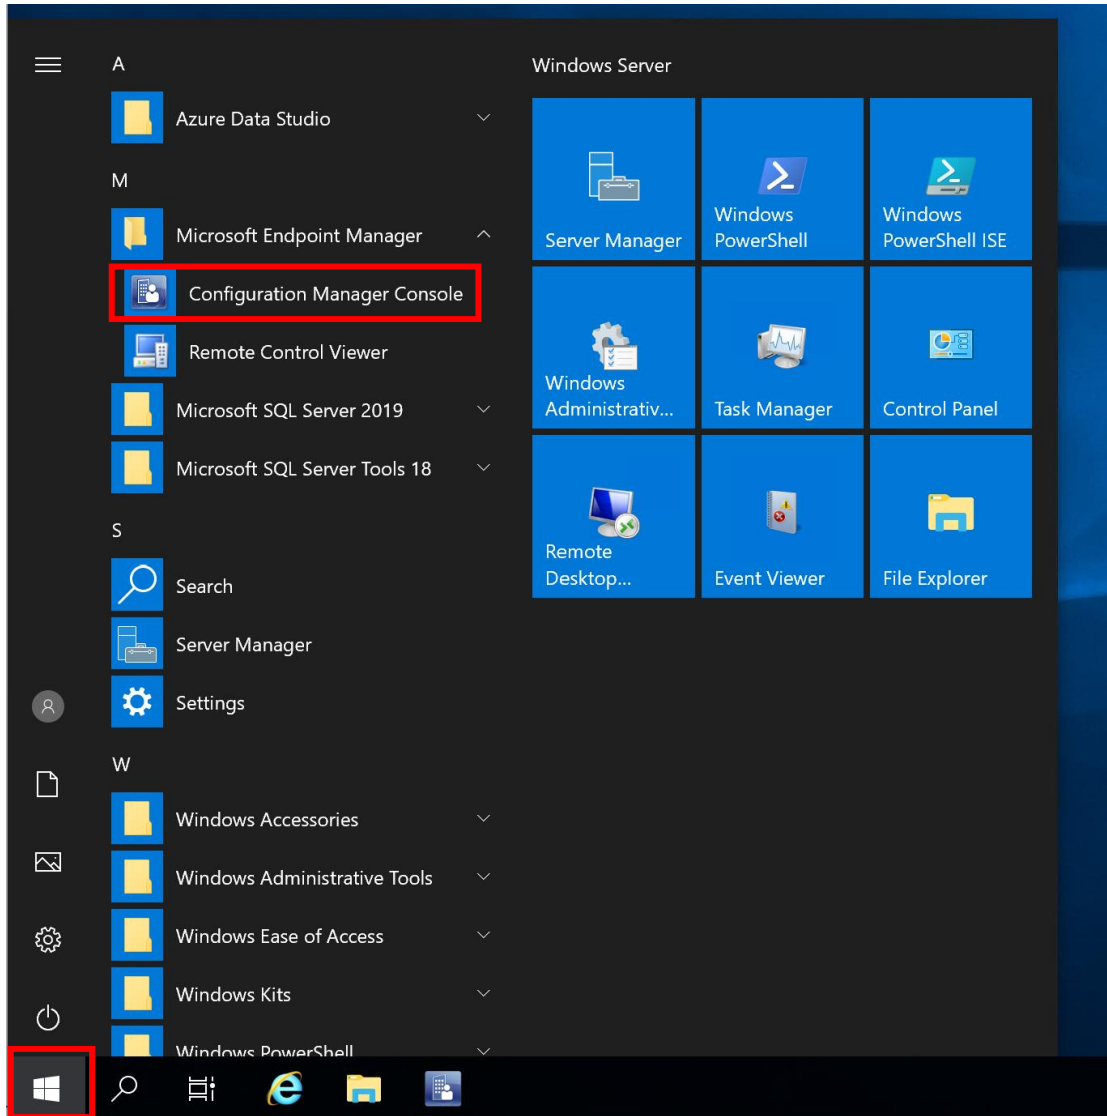 A
Azure Data Studio
M
Microsoft Endpoint Manager
Configuration Manager Console
Remote Control Viewer
Microsoft SQL Server 2019
Microsoft SQL Server Tools 18
S
Search
Server Manager
Settings
W
Windows Accessories
Windows Administrative Tools
Windows Ease of Access
Windows Kits
Windows PowerShell
Windows Server
Server Manager
Windows
PowerShell
Windows
PowerShell ISE
Windows
Administrativ...
Task Manager
Control Panel
Remote
Desktop...
Event Viewer
File Explorer